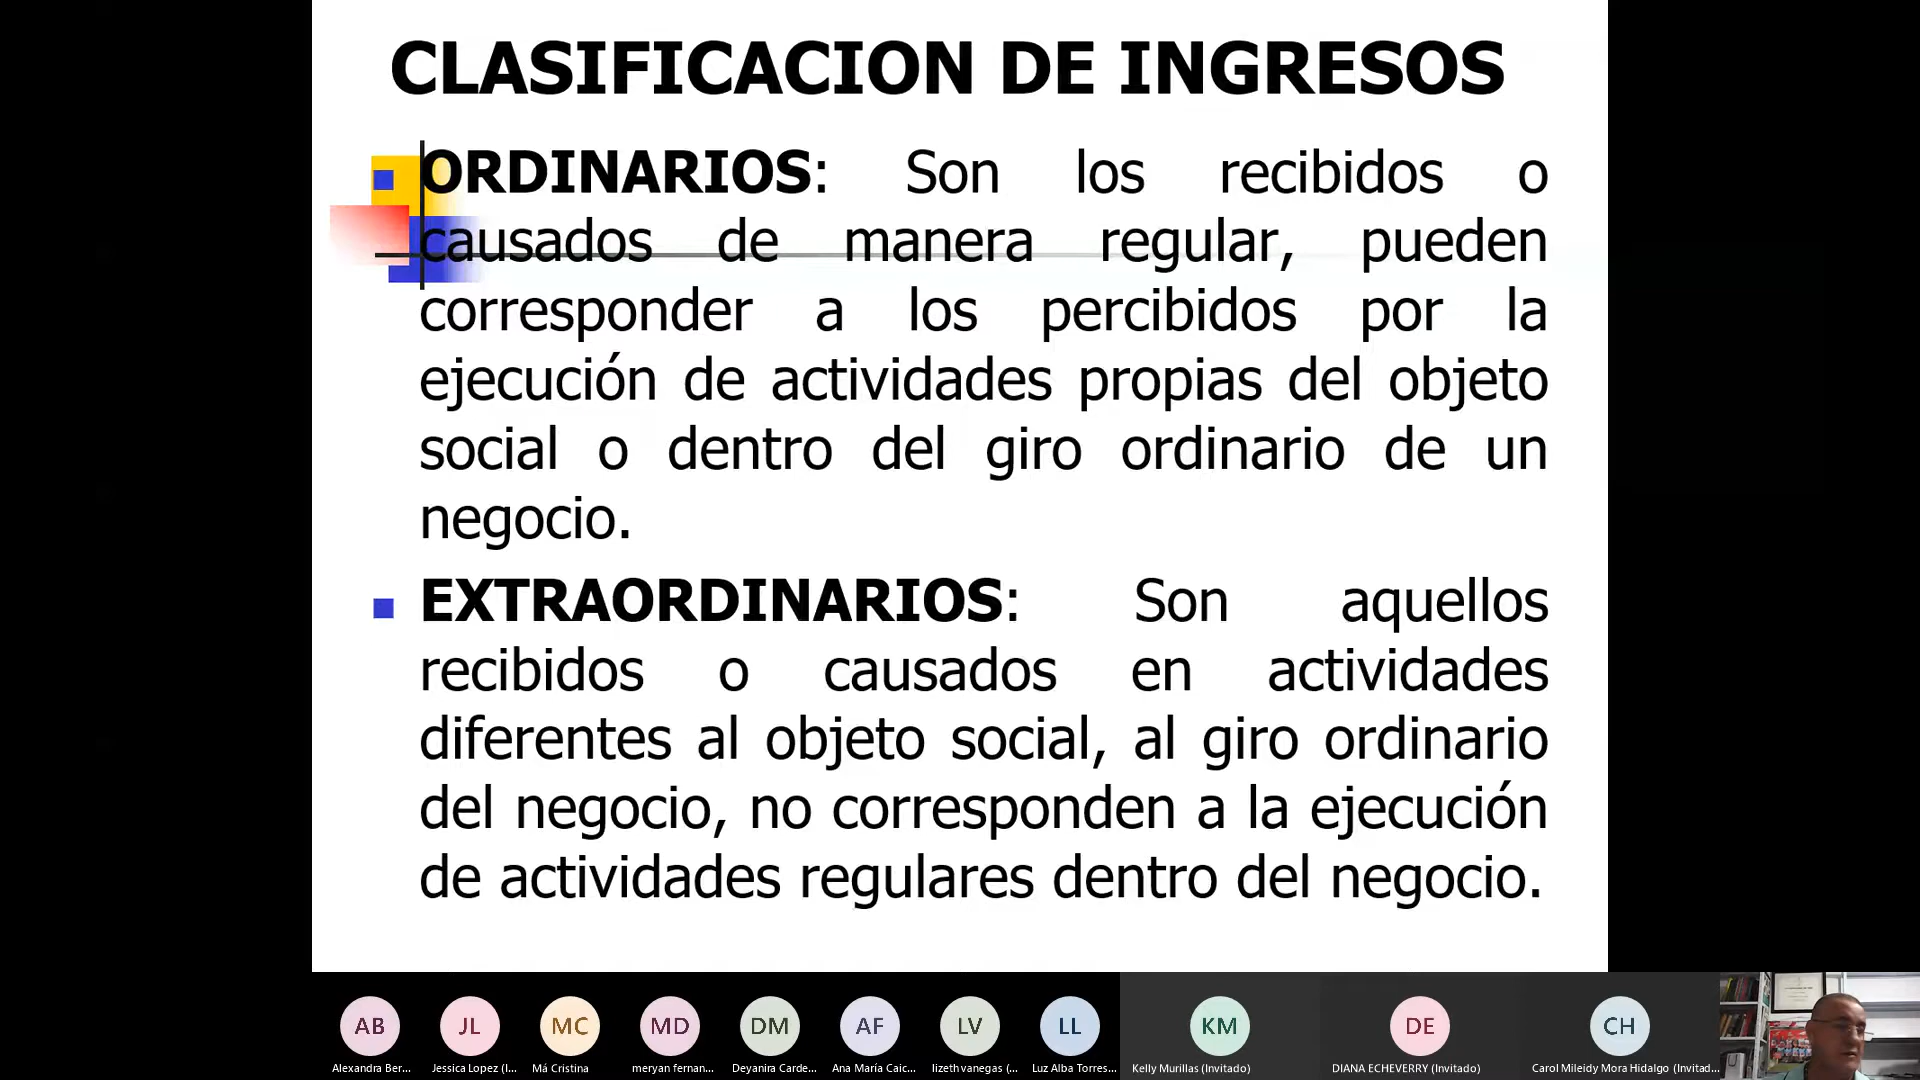 CLASIFICACION DE INGRESOS
ORDINARIOS: Son los recibidos o
causados de manera regular, pueden
corresponder a los percibidos por la
ejecución de actividades propias del objeto
social o dentro del giro ordinario de un
negocio.
EXTRAORDINARIOS: Son aquellos
recibidos o causados en actividades
diferentes al objeto social, al giro ordinario
del negocio, no corresponden a la ejecución
de actividades regulares dentro del negocio.
AB JL MC MD DM AF LV LL KM DE CH
Alexandra Ber... Jessica Lopez (I... Má Cristina meryan fernan... Deyanira Carde... Ana María Caic... lizeth vanegas (... Luz Alba Torres... Kelly Murillas (Invitado) DIANA ECHEVERRY (Invitado) Carol Mileidy Mora Hidalgo (Invitad...